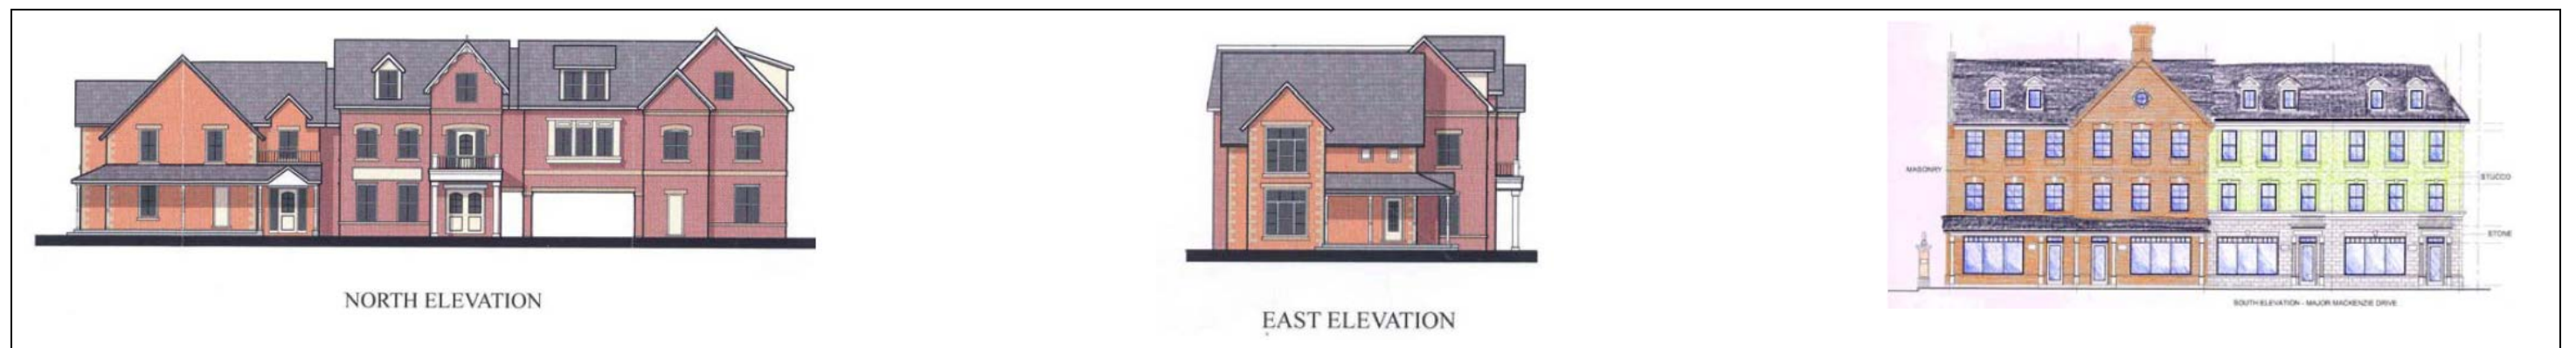 NORTH ELEVATION
EAST ELEVATION
MASONRY
STUCCO
STONE
SOUTH ELEVATION - MAJOR MACKENZIE DRIVE